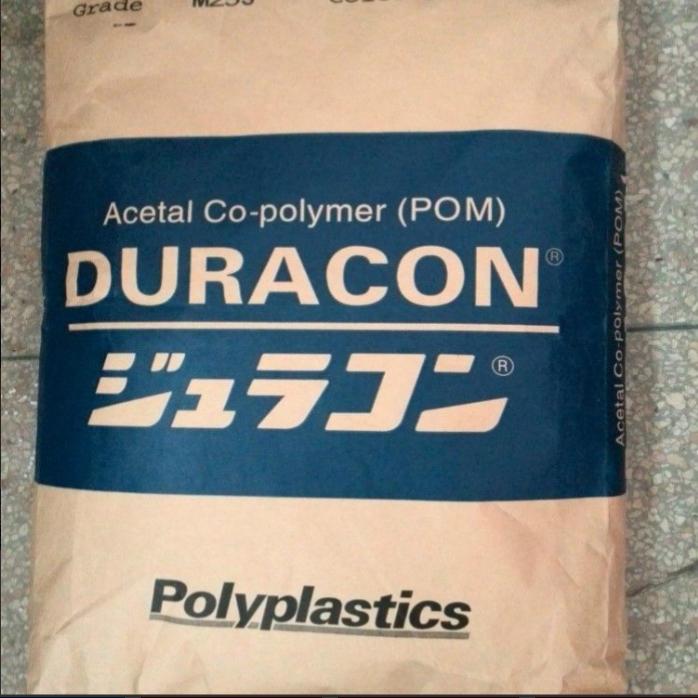 Grade
Acetal Co-polymer (POM)
DURACON®
ジュラコン®
Polyplastics
Acetal Co-polymer (POM)